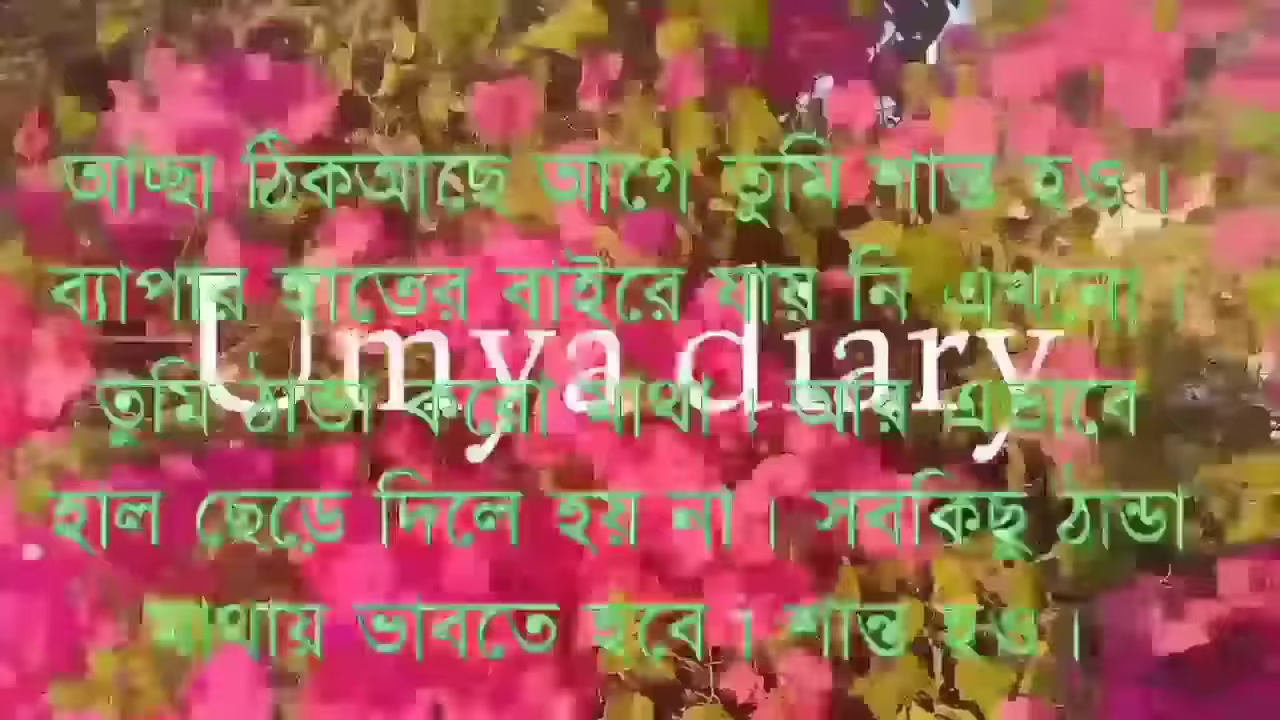 আচ্ছা ঠিকআছে আগে তুমি শান্ত হও।
ব্যাপার হাতের বাইরে যায় নি এখনো।
Umya diary
তুমি ঠান্ডা করো মাথা। আর এভাবে
হাল ছেড়ে দিলে হয় না। সবকিছু ঠান্ডা
মাথায় ভাবতে হবে। শান্ত হও।